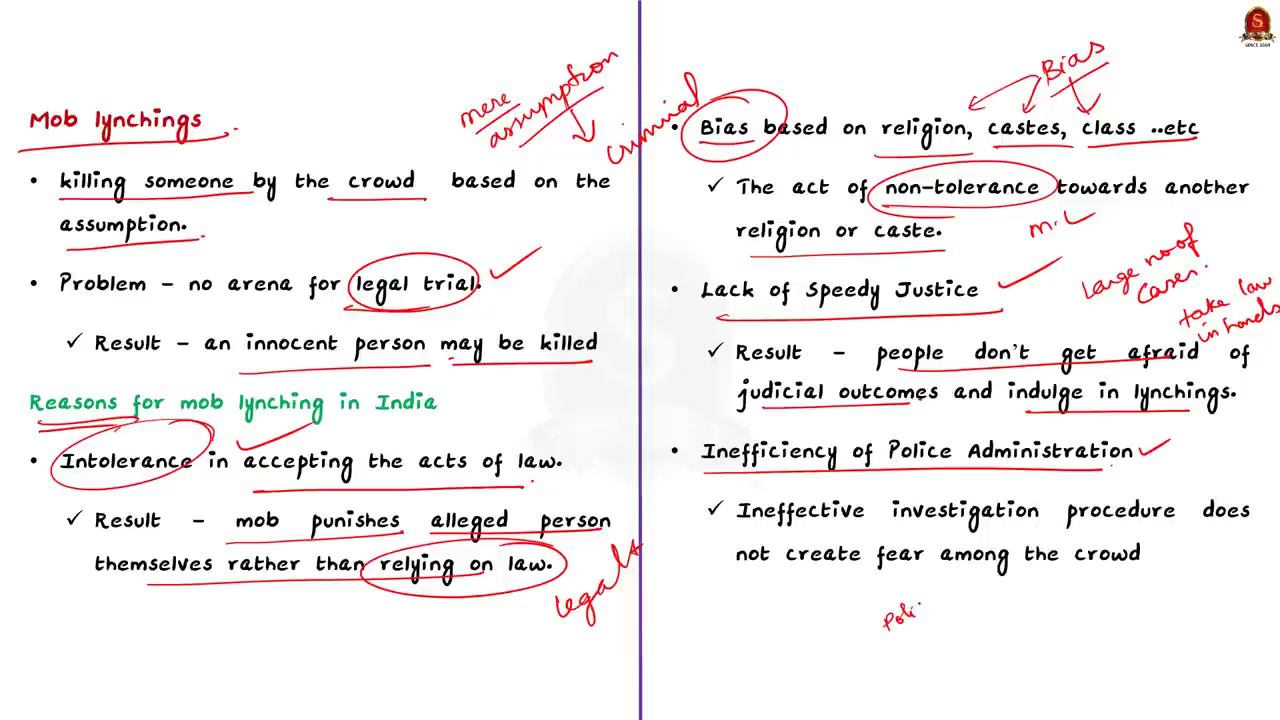 Mob lynchings
mere
assumption
criminal
• killing someone by the crowd based on the
assumption.
• Problem – no arena for legal trial.
✓ Result – an innocent person may be killed
Reasons for mob lynching in India
• Intolerance in accepting the acts of law.
✓ Result – mob punishes alleged person
themselves rather than relying on law.
Bias
• Bias based on religion, castes, class ..etc
✓ The act of non-tolerance towards another
religion or caste.
M.L
• Lack of Speedy Justice
Large no of
cases.
take law
in hands
✓ Result – people don't get afraid of
judicial outcomes and indulge in lynchings.
• Inefficiency of Police Administration
✓ Ineffective investigation procedure does
not create fear among the crowd
Poli
S
SINCE 2004